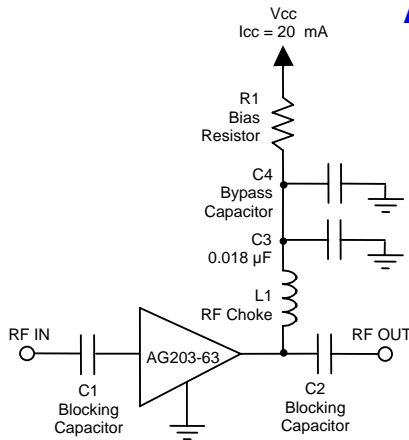 Vcc
Icc = 20 mA
R1
Bias
Resistor
C4
Bypass
Capacitor
C3
0.018 µF
L1
RF Choke
RF IN
RF OUT
AG203-63
C1
Blocking
Capacitor
C2
Blocking
Capacitor